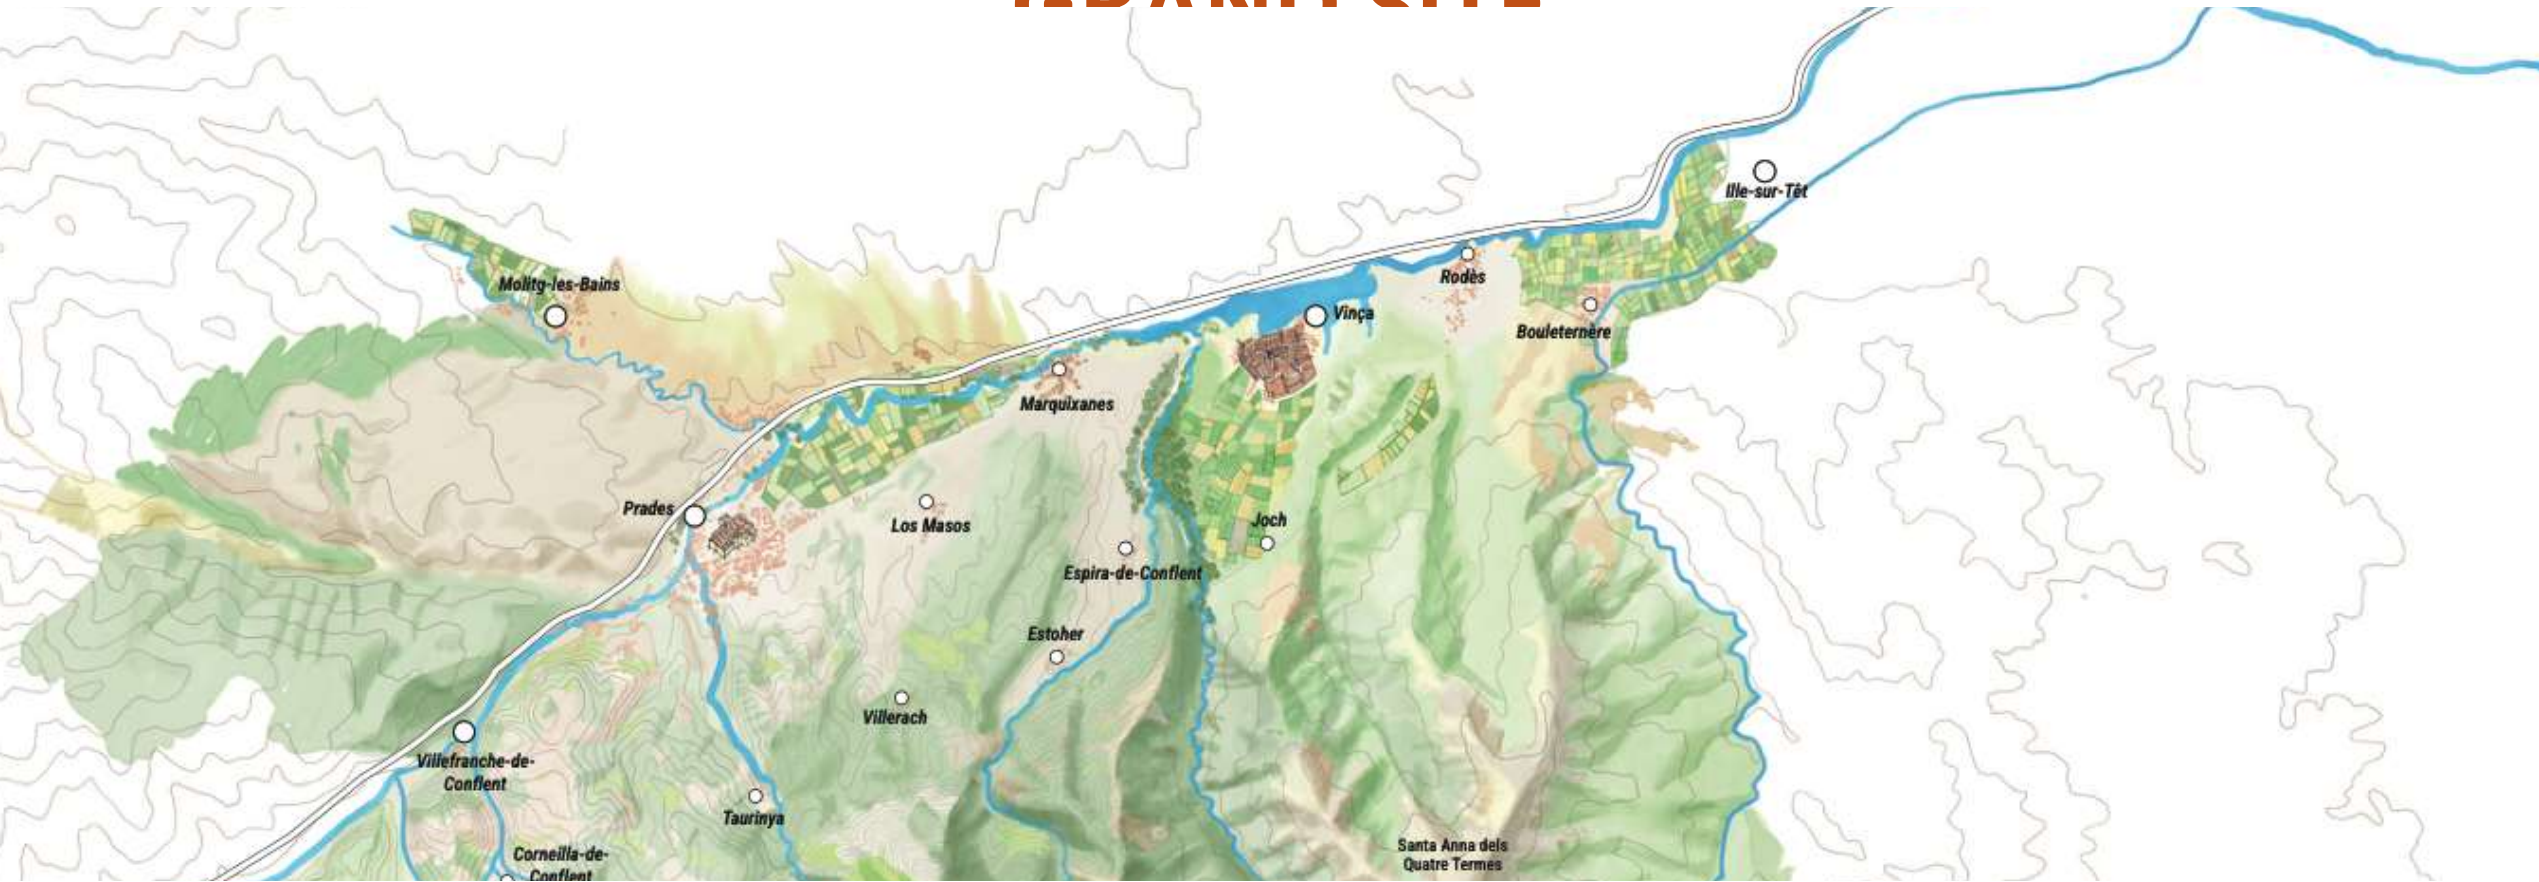 Ille-sur-Têt
Molitg-les-Bains
Rodès
Vinça
Bouleternère
Marquixanes
Prades
Los Masos
Joch
Espira-de-Conflent
Estoher
Villerach
Villefranche-de-
Conflent
Taurinya
Santa Anna dels
Quatre Termes
Corneilla-de-
Conflent